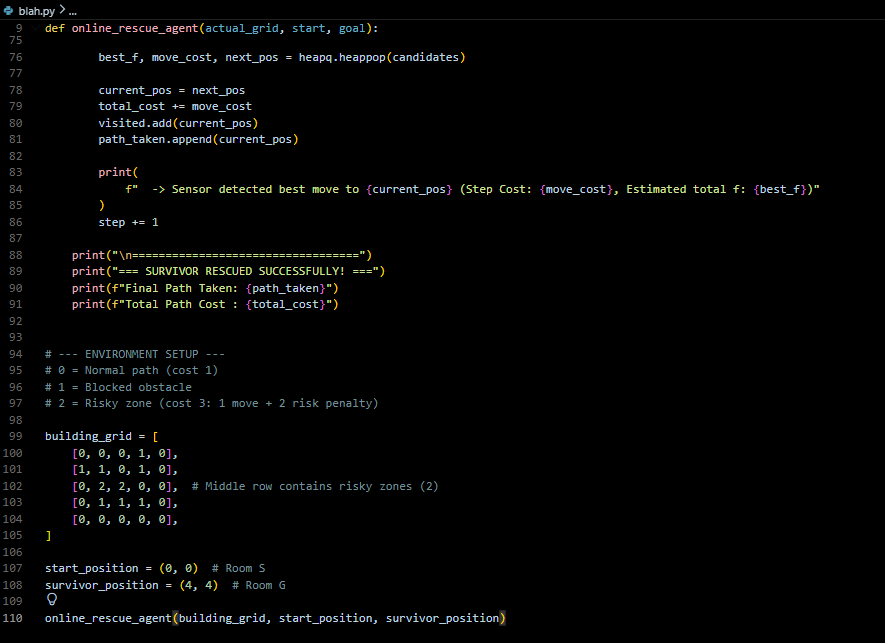 blah.py > ...
9 def online_rescue_agent(actual_grid, start, goal):
75
76 best_f, move_cost, next_pos = heapq.heappop(candidates)
77
78 current_pos = next_pos
79 total_cost += move_cost
80 visited.add(current_pos)
81 path_taken.append(current_pos)
82
83 print(
84 f"  -> Sensor detected best move to {current_pos} (Step Cost: {move_cost}, Estimated total f: {best_f})"
85 )
86 step += 1
87
88 print("\n==================================")
89 print("=== SURVIVOR RESCUED SUCCESSFULLY! ===")
90 print(f"Final Path Taken: {path_taken}")
91 print(f"Total Path Cost : {total_cost}")
92
93
94 # --- ENVIRONMENT SETUP ---
95 # 0 = Normal path (cost 1)
96 # 1 = Blocked obstacle
97 # 2 = Risky zone (cost 3: 1 move + 2 risk penalty)
98
99 building_grid = [
100 [0, 0, 0, 1, 0],
101 [1, 1, 0, 1, 0],
102 [0, 2, 2, 0, 0],  # Middle row contains risky zones (2)
103 [0, 1, 1, 1, 0],
104 [0, 0, 0, 0, 0],
105 ]
106
107 start_position = (0, 0)  # Room S
108 survivor_position = (4, 4)  # Room G
109
110 online_rescue_agent(building_grid, start_position, survivor_position)